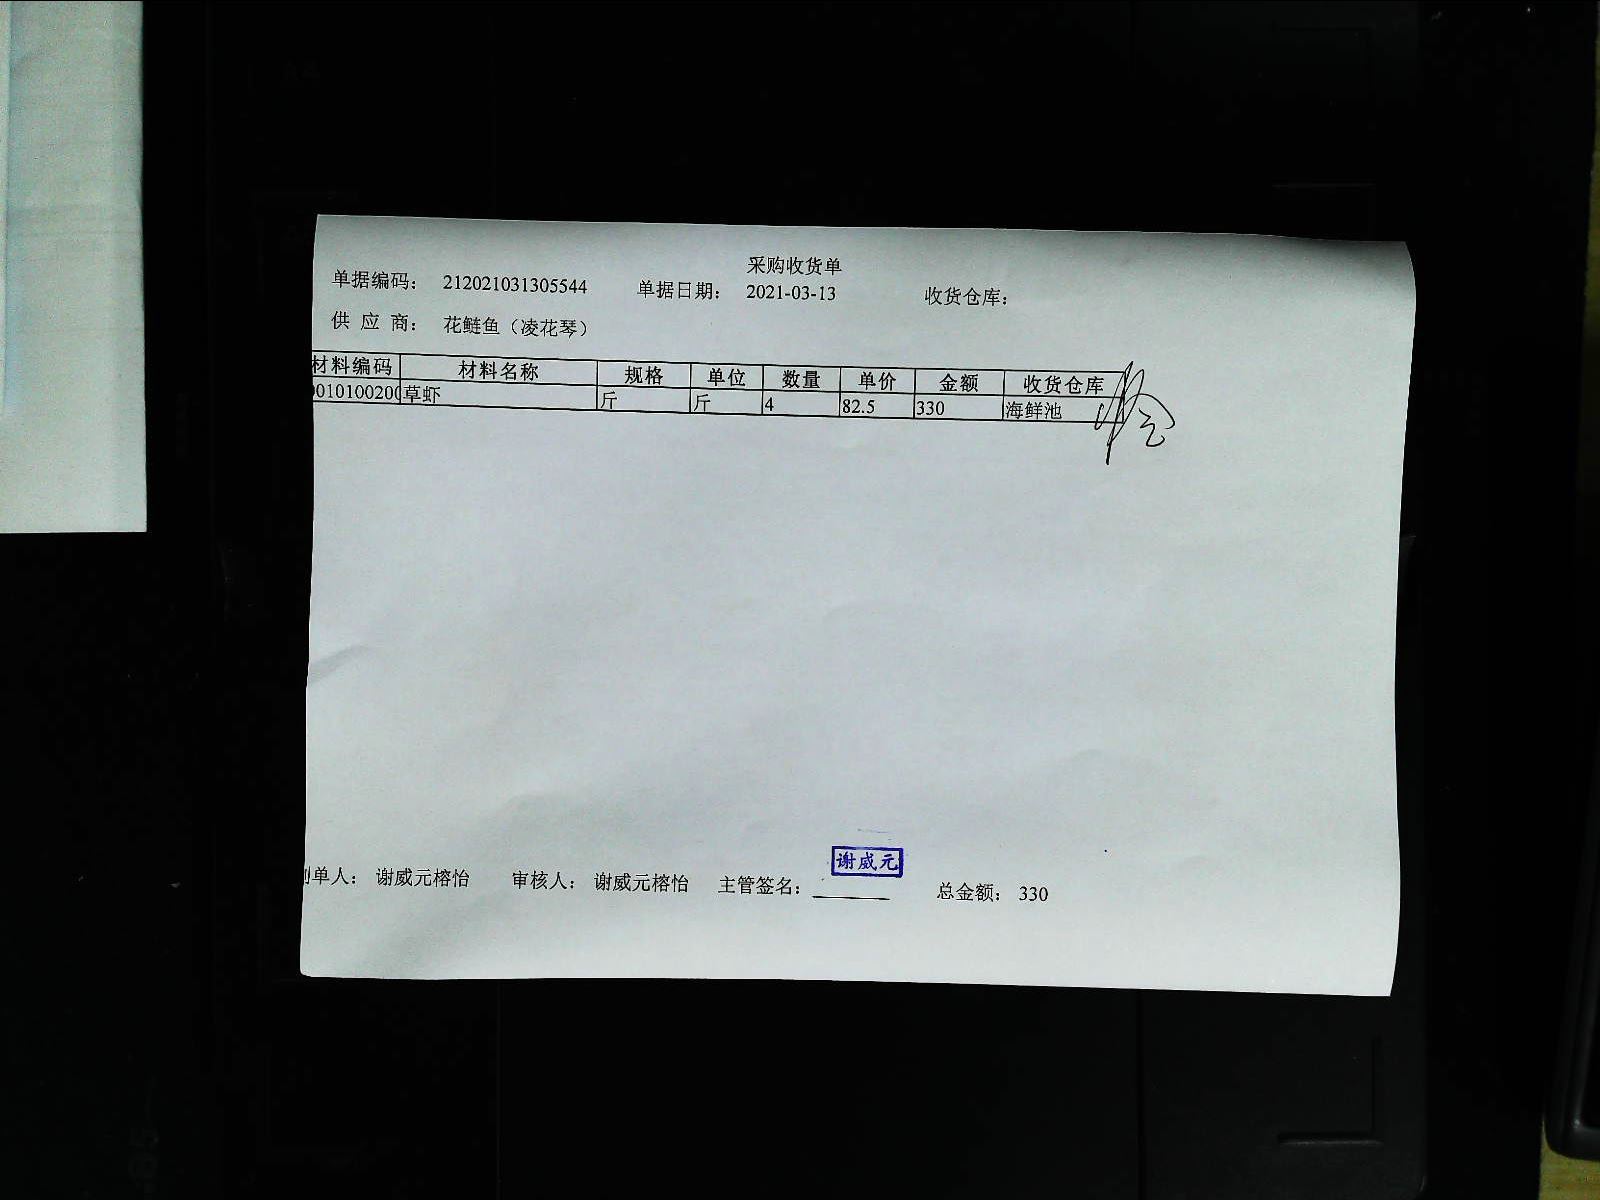 采购收货单
单据编码： 212021031305544 单据日期： 2021-03-13 收货仓库：
供 应 商： 花鲢鱼（凌花琴）
材料编码 材料名称 规格 单位 数量 单价 金额 收货仓库
0010100200 草虾 斤 斤 4 82.5 330 海鲜池
谢威元
制单人： 谢威元榕怡 审核人： 谢威元榕怡 主管签名： 总金额： 330